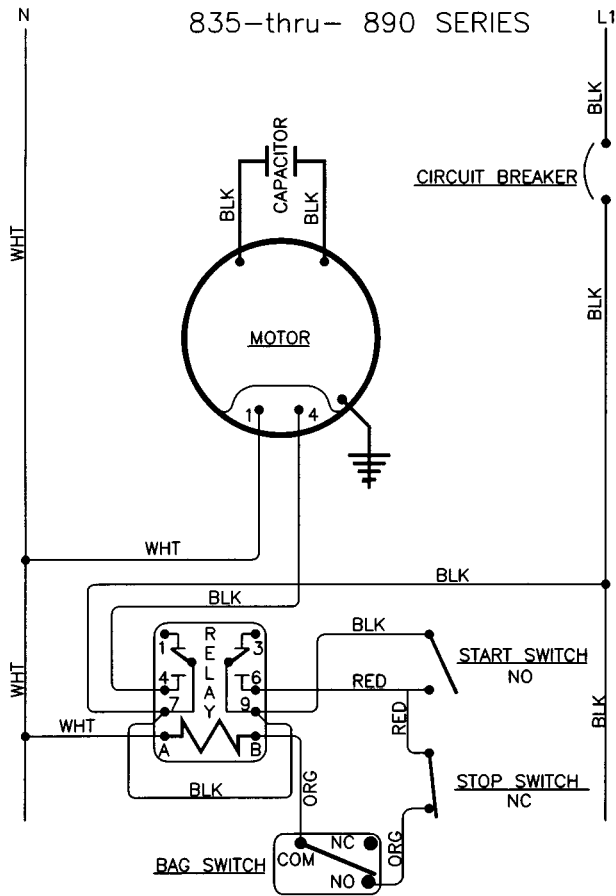 835-thru- 890 SERIES
N
L1
BLK
CAPACITOR
CIRCUIT BREAKER
BLK
BLK
WHT
BLK
MOTOR
1
4
WHT
BLK
BLK
RELAY
1
3
BLK
START SWITCH
NO
4
6
RED
WHT
7
9
RED
BLK
WHT
A
B
STOP SWITCH
NC
BLK
ORG
ORG
BAG SWITCH
COM
NC
NO